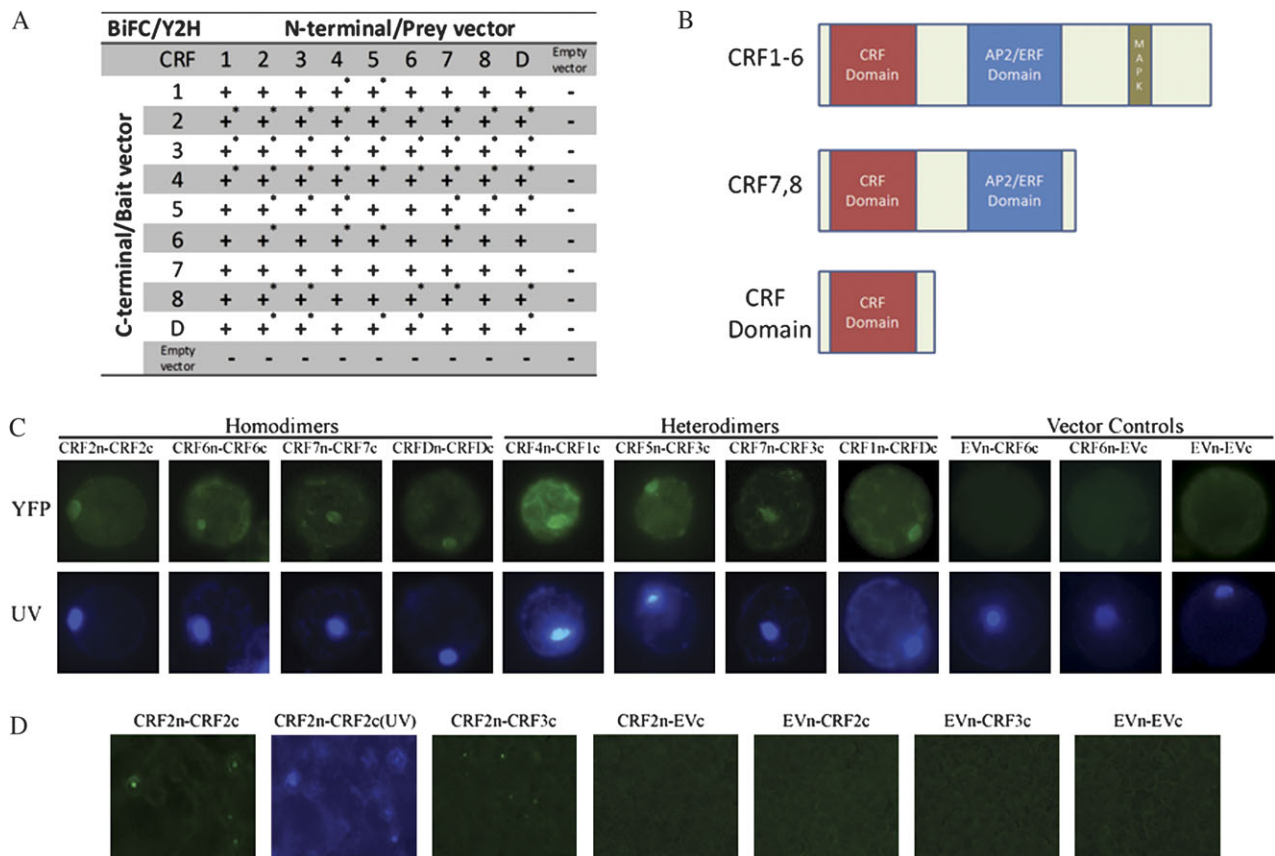 A
BiFC/Y2H N-terminal/Prey vector
CRF 1 2 3 4 5 6 7 8 D Empty vector
C-terminal/Bait vector
1 + + + +* +* + + + + -
2 +* +* +* +* +* +* +* +* +* -
3 +* +* +* +* +* +* +* + +* -
4 +* +* +* +* +* +* +* + +* -
5 + +* +* + + + +* +* +* -
6 + +* + +* +* + +* + + -
7 + + + + + + + + + -
8 + +* +* + + +* +* + +* -
D + +* +* + +* +* + + +* -
Empty vector - - - - - - - - - -
B
CRF1-6
CRF Domain
AP2/ERF Domain
MAPK
CRF7,8
CRF Domain
AP2/ERF Domain
CRF Domain
CRF Domain
C
Homodimers Heterodimers Vector Controls
CRF2n-CRF2c CRF6n-CRF6c CRF7n-CRF7c CRFDn-CRFDc CRF4n-CRF1c CRF5n-CRF3c CRF7n-CRF3c CRF1n-CRFDc EVn-CRF6c CRF6n-EVc EVn-EVc
YFP
UV
D
CRF2n-CRF2c CRF2n-CRF2c(UV) CRF2n-CRF3c CRF2n-EVc EVn-CRF2c EVn-CRF3c EVn-EVc